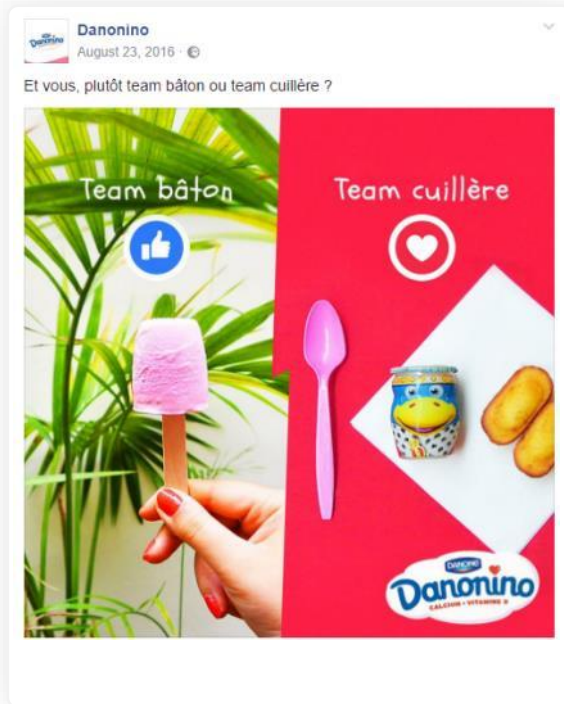 Danonino
Danonino
August 23, 2016 ·
Et vous, plutôt team bâton ou team cuillère ?
Team bâton
Team cuillère
DANONE
Danonino
CALCIUM • VITAMINE D